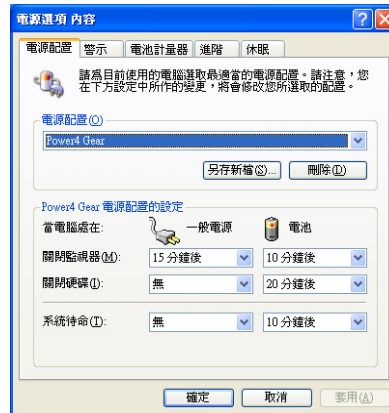 電源選項 內容
電源配置 警示 電池計量器 進階 休眠
請為目前使用的電腦選取最適當的電源配置。請注意，您
在下方設定中所作的變更，將會修改您所選取的配置。
電源配置(O)
Power4 Gear
另存新檔(S)... 刪除(D)
Power4 Gear 電源配置的設定
當電腦處在: 一般電源 電池
關閉監視器(M): 15 分鐘後 10 分鐘後
關閉硬碟(I): 無 20 分鐘後
系統待命(T): 無 10 分鐘後
確定 取消 套用(A)